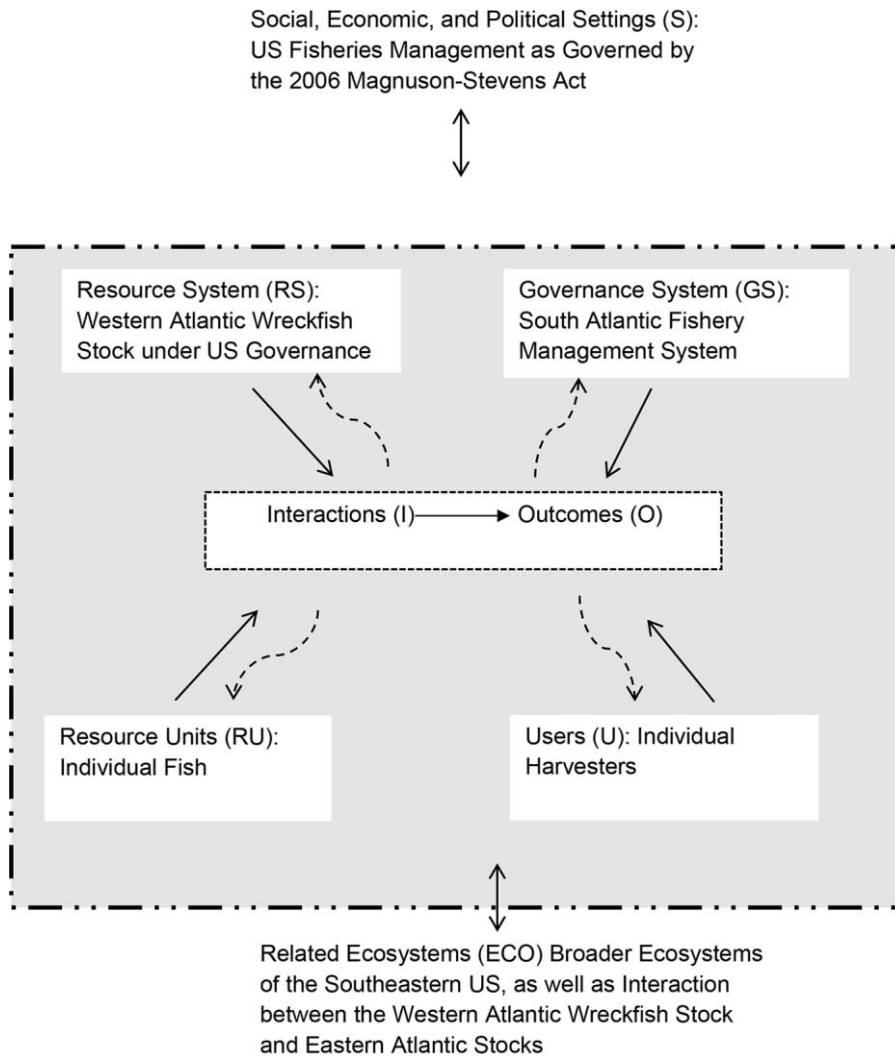 Social, Economic, and Political Settings (S):
US Fisheries Management as Governed by
the 2006 Magnuson-Stevens Act
Resource System (RS):
Western Atlantic Wreckfish
Stock under US Governance
Governance System (GS):
South Atlantic Fishery
Management System
Interactions (I) Outcomes (O)
Resource Units (RU):
Individual Fish
Users (U): Individual
Harvesters
Related Ecosystems (ECO) Broader Ecosystems
of the Southeastern US, as well as Interaction
between the Western Atlantic Wreckfish Stock
and Eastern Atlantic Stocks